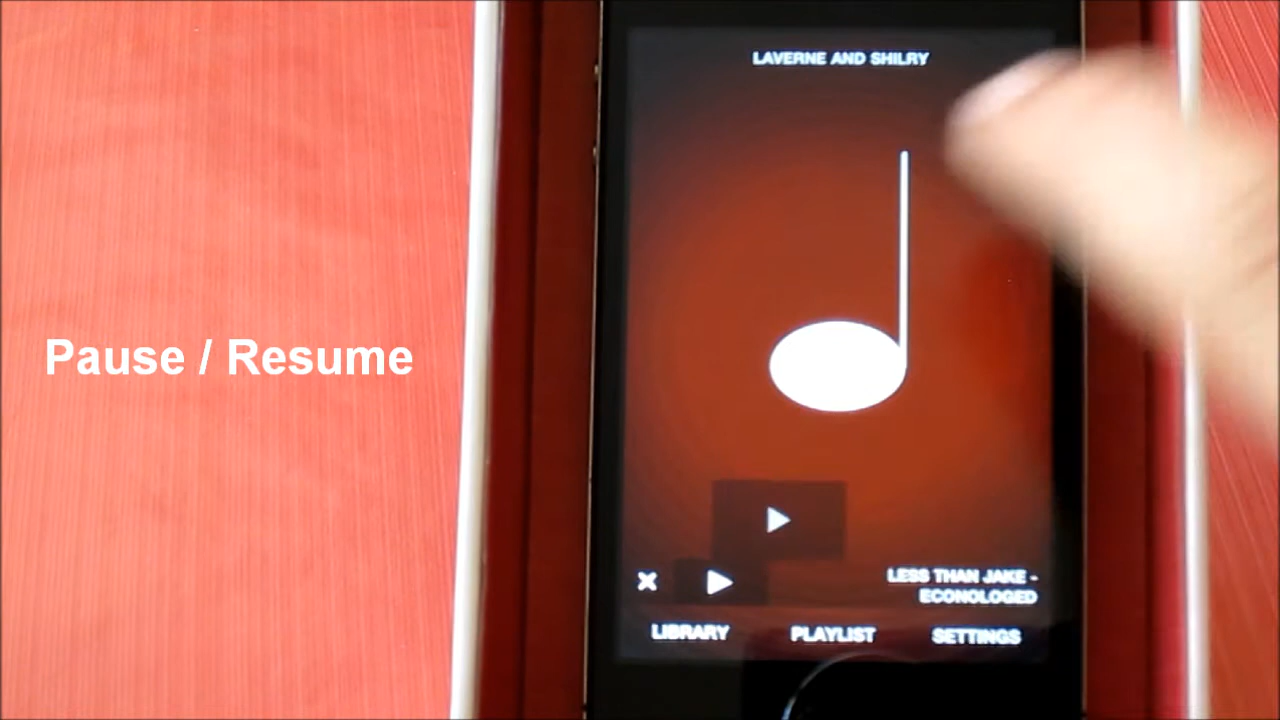 LAVERNE AND SHILRY
Pause / Resume
LESS THAN JAKE -
ECONOLOGED
LIBRARY PLAYLIST SETTINGS